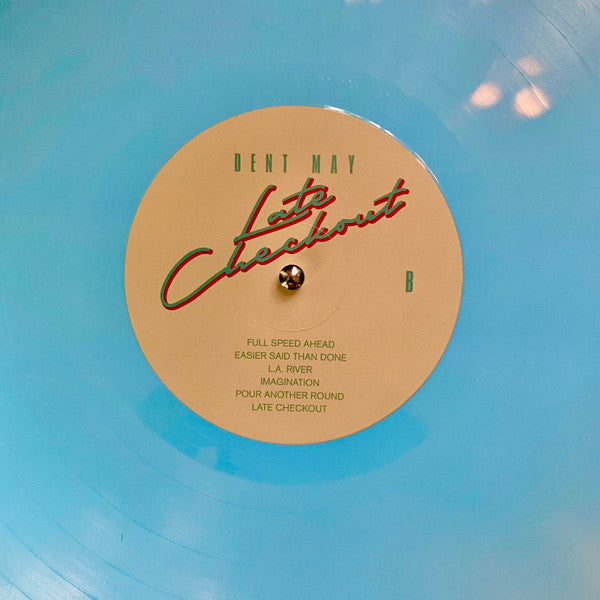 DENT MAY
Late
Checkout
B
FULL SPEED AHEAD
EASIER SAID THAN DONE
L.A. RIVER
IMAGINATION
POUR ANOTHER ROUND
LATE CHECKOUT